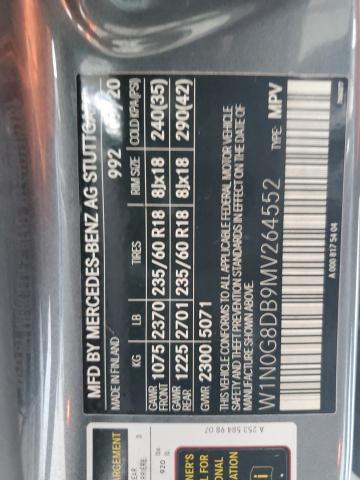 MFD BY MERCEDES-BENZ AG STUTTGART
MADE IN FINLAND 992 /20
KG LB TIRES RIM SIZE COLD KPA/(PSI)
GAWR FRONT 1075 2370 235/60 R18 8Jx18 240(35)
GAWR REAR 1225 2701 235/60 R18 8Jx18 290(42)
GVWR 2300 5071
THIS VEHICLE CONFORMS TO ALL APPLICABLE FEDERAL MOTOR VEHICLE
SAFETY AND THEFT PREVENTION STANDARDS IN EFFECT ON THE DATE OF
MANUFACTURE SHOWN ABOVE.
W1N0G8DB9MV264552 TYPE: MPV
A 000 817 54 04
A 253 584 98 07